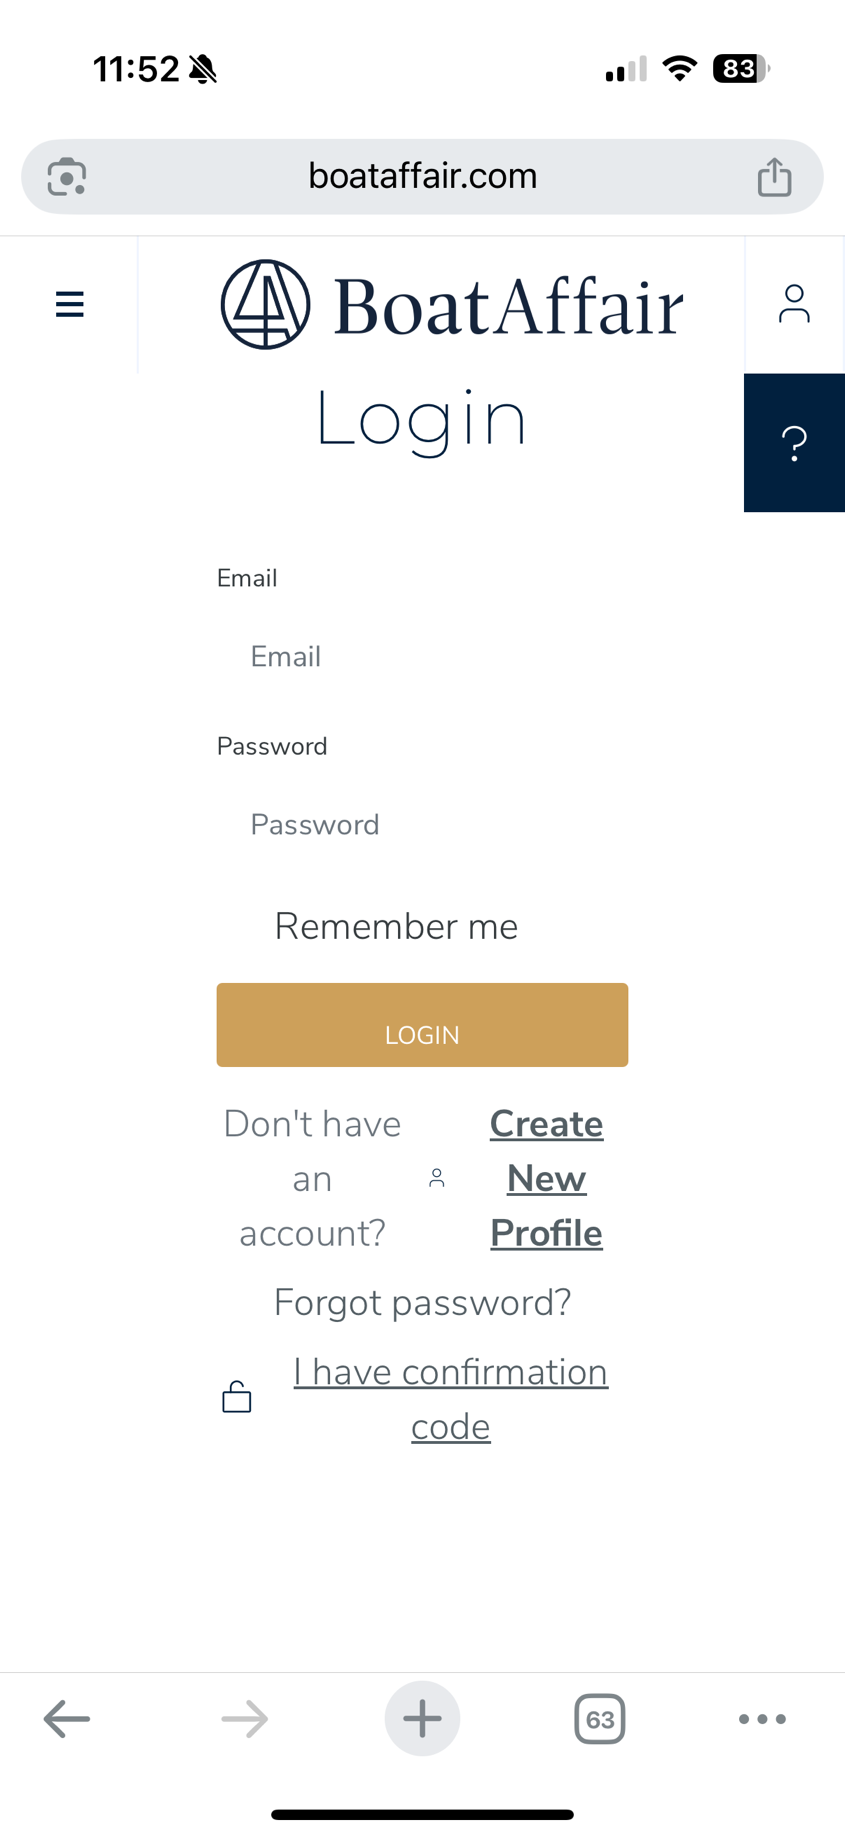 11:52
83
boataffair.com
BoatAffair
Login
?
Email
Email
Password
Password
Remember me
LOGIN
Don't have an account?
Create New Profile
Forgot password?
I have confirmation code
63